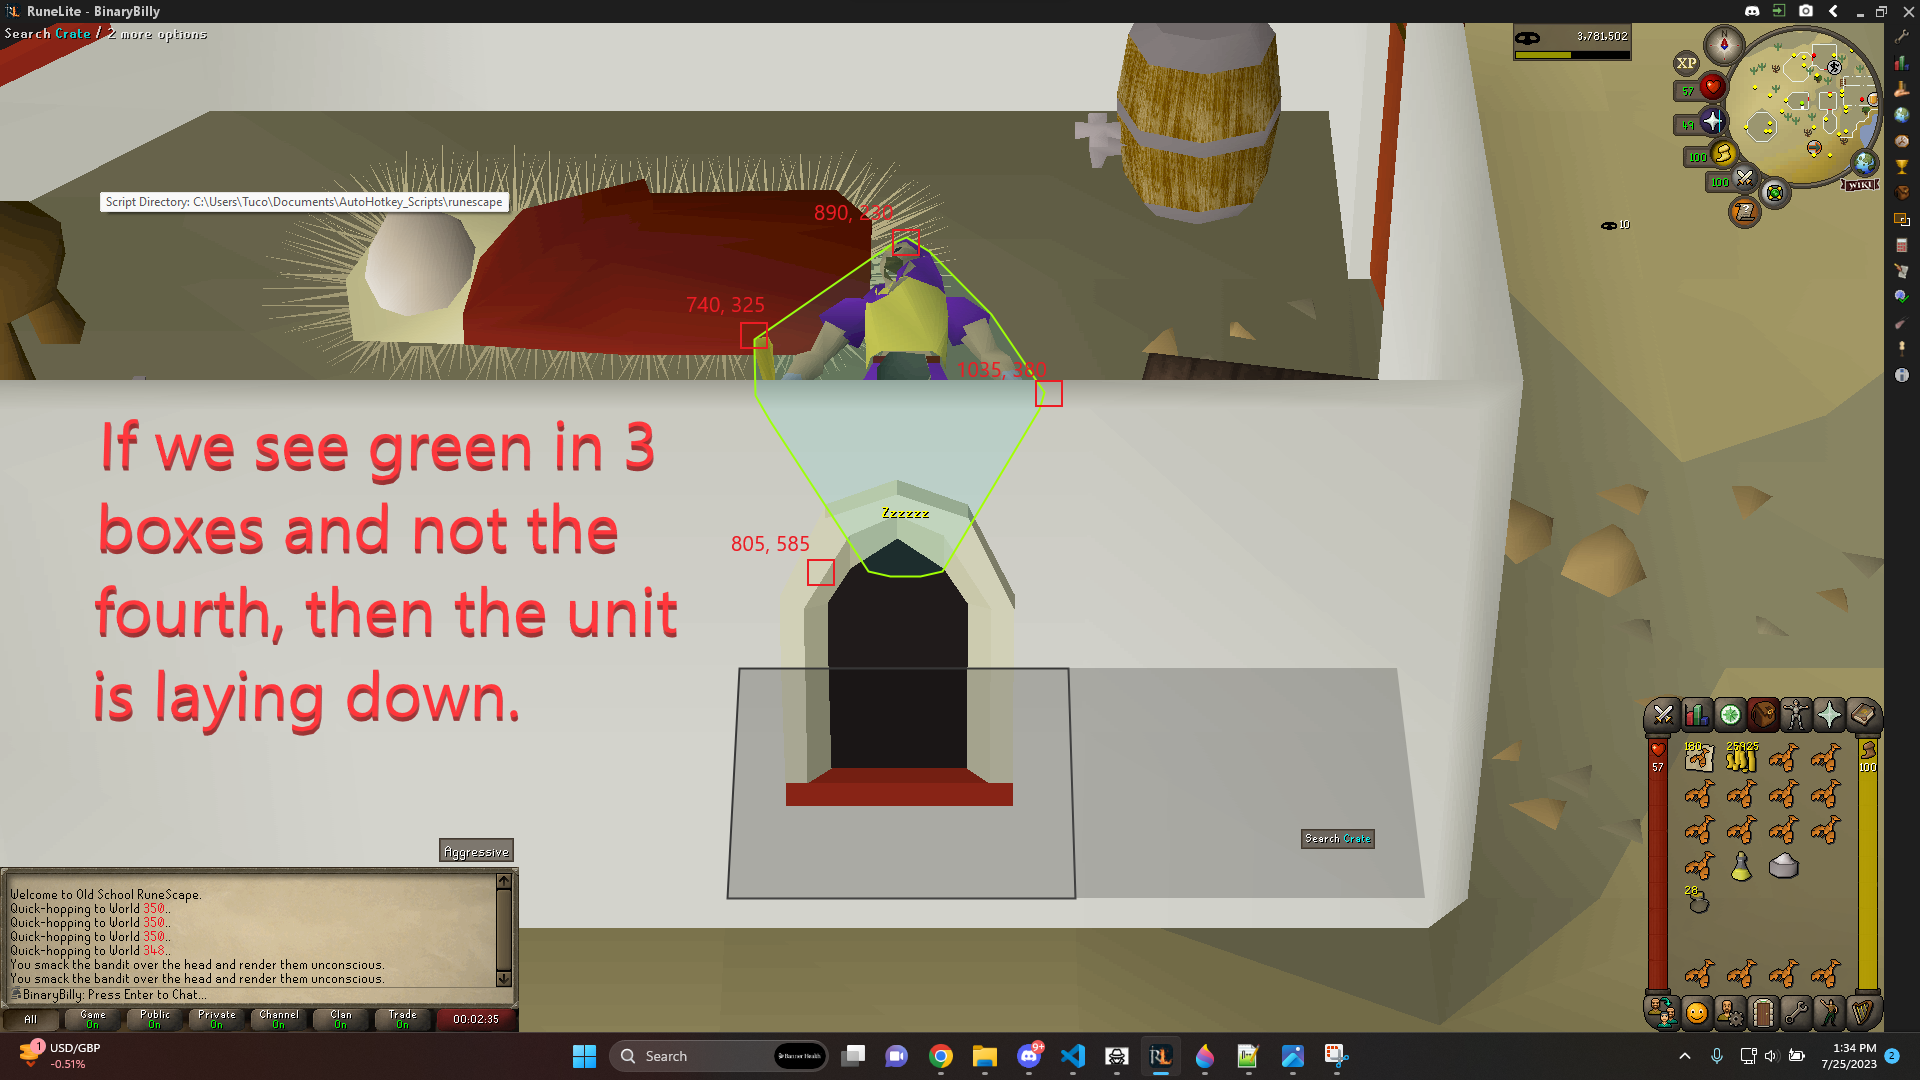 RuneLite - BinaryBilly
Search Crate / 2 more options
3,781,502
N
XP
57
49
100
100
WIKI
10
Script Directory: C:\Users\Tuco\Documents\AutoHotkey_Scripts\runescape
890, 230
740, 325
1035, 380
If we see green in 3
boxes and not the
fourth, then the unit
is laying down.
Zzzzzz
805, 585
Search Crate
Aggressive
Welcome to Old School RuneScape.
Quick-hopping to World 350..
Quick-hopping to World 350..
Quick-hopping to World 350..
Quick-hopping to World 348..
You smack the bandit over the head and render them unconscious.
You smack the bandit over the head and render them unconscious.
BinaryBilly: Press Enter to Chat...
All
Game
On
Public
On
Private
On
Channel
On
Clan
On
Trade
On
00:02:35
57
180
25925
100
28
1
USD/GBP
-0.51%
Search
Banner Health
9+
RL
1:34 PM
7/25/2023
2